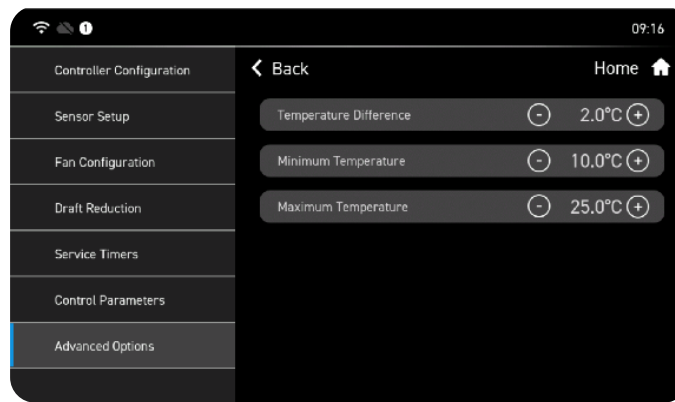 1 09:16
Controller Configuration
Sensor Setup
Fan Configuration
Draft Reduction
Service Timers
Control Parameters
Advanced Options
Back Home
Temperature Difference - 2.0°C +
Minimum Temperature - 10.0°C +
Maximum Temperature - 25.0°C +